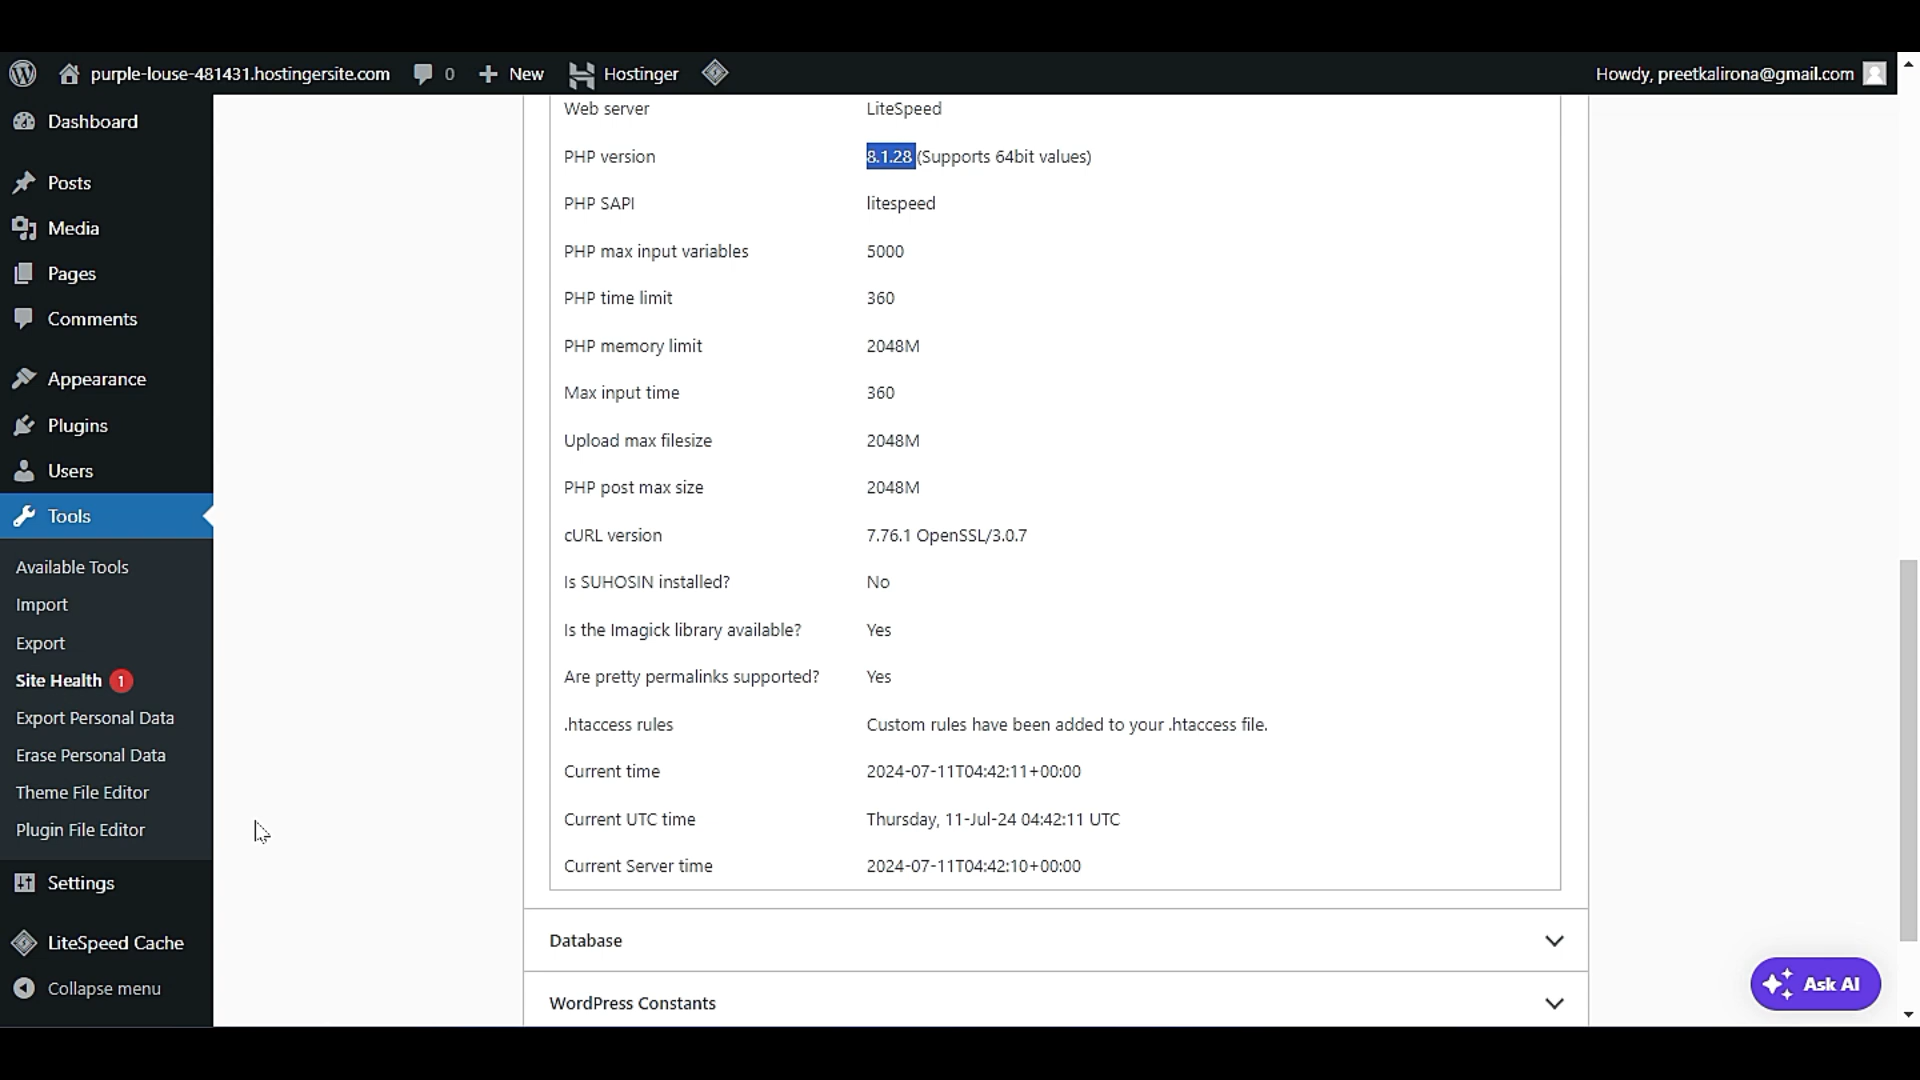 purple-louse-481431.hostingersite.com 0 New Hostinger Howdy, preetkalirona@gmail.com
Dashboard
Posts
Media
Pages
Comments
Appearance
Plugins
Users
Tools
Available Tools
Import
Export
Site Health 1
Export Personal Data
Erase Personal Data
Theme File Editor
Plugin File Editor
Settings
LiteSpeed Cache
Collapse menu
Web server LiteSpeed
PHP version 8.1.28 (Supports 64bit values)
PHP SAPI litespeed
PHP max input variables 5000
PHP time limit 360
PHP memory limit 2048M
Max input time 360
Upload max filesize 2048M
PHP post max size 2048M
cURL version 7.76.1 OpenSSL/3.0.7
Is SUHOSIN installed? No
Is the Imagick library available? Yes
Are pretty permalinks supported? Yes
.htaccess rules Custom rules have been added to your .htaccess file.
Current time 2024-07-11T04:42:11+00:00
Current UTC time Thursday, 11-Jul-24 04:42:11 UTC
Current Server time 2024-07-11T04:42:10+00:00
Database
WordPress Constants
Ask AI